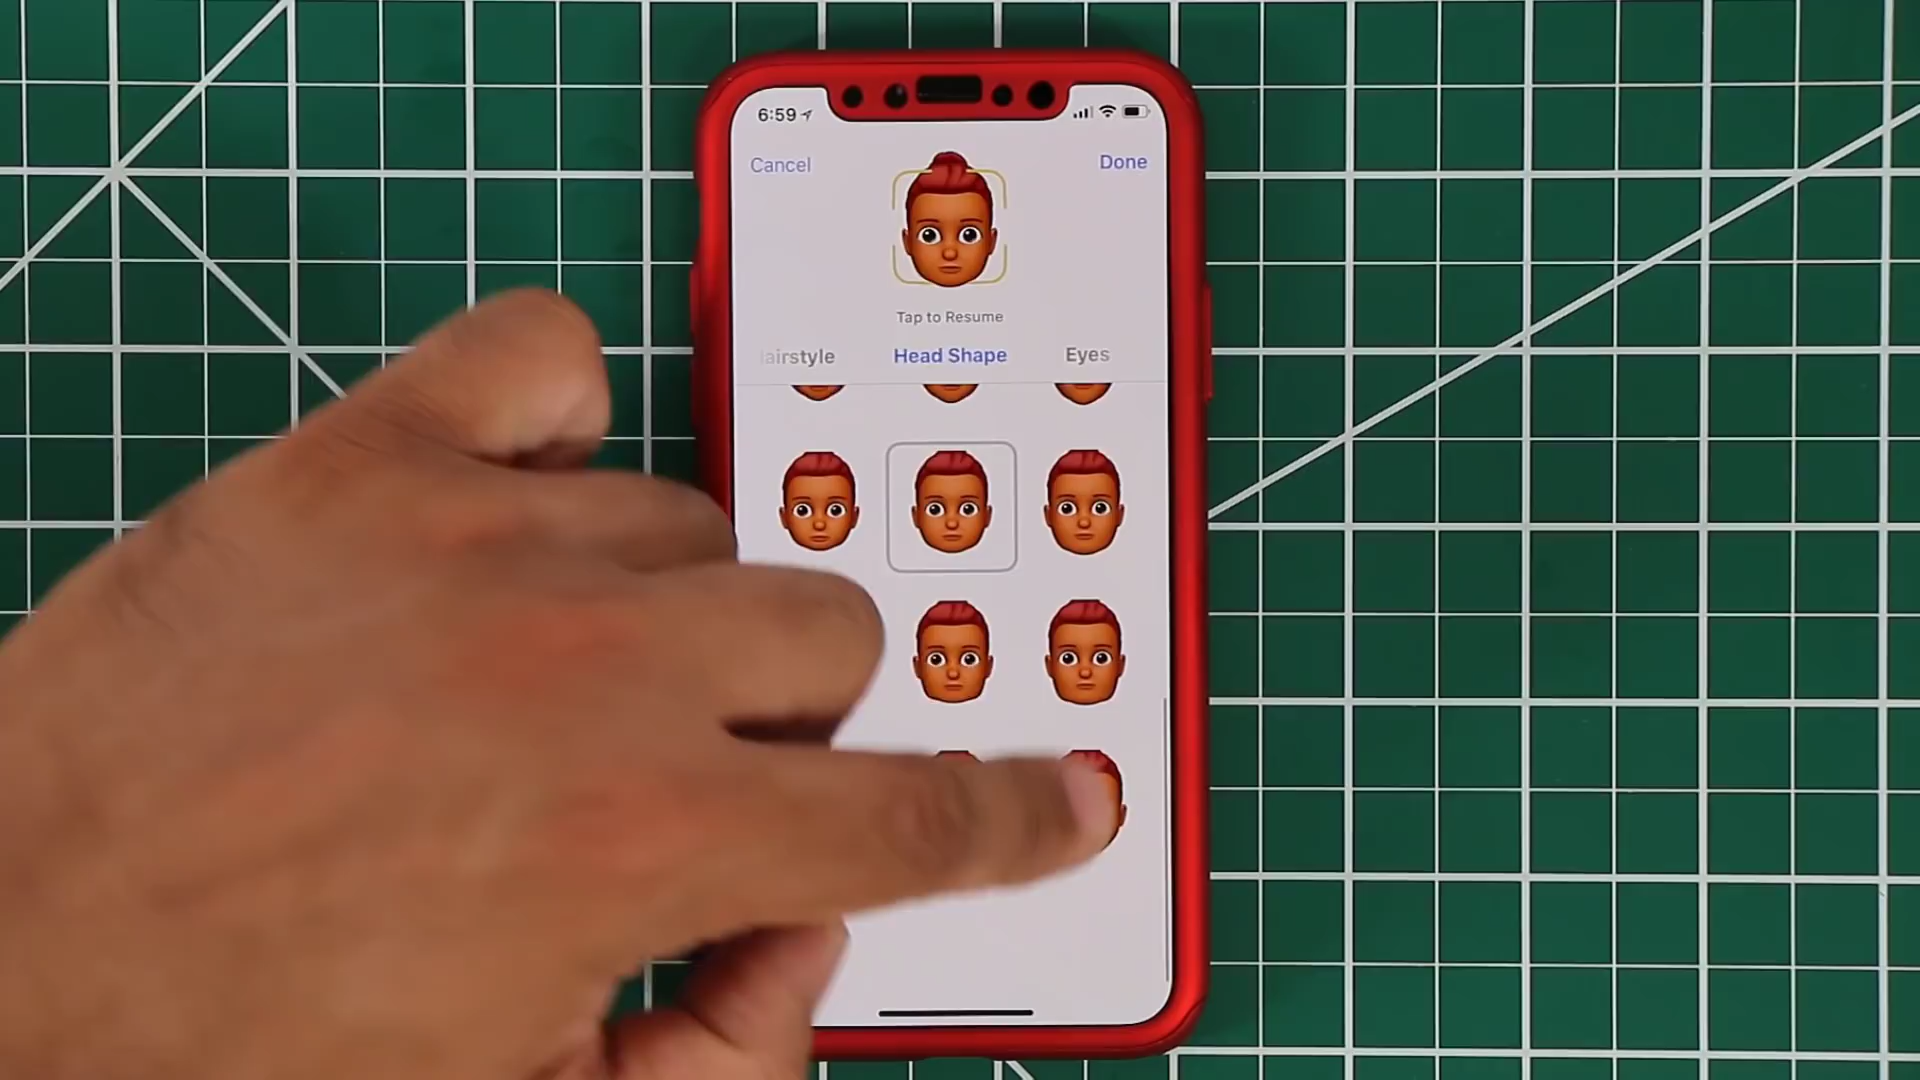 6:59
Cancel
Done
Tap to Resume
airstyle
Head Shape
Eyes